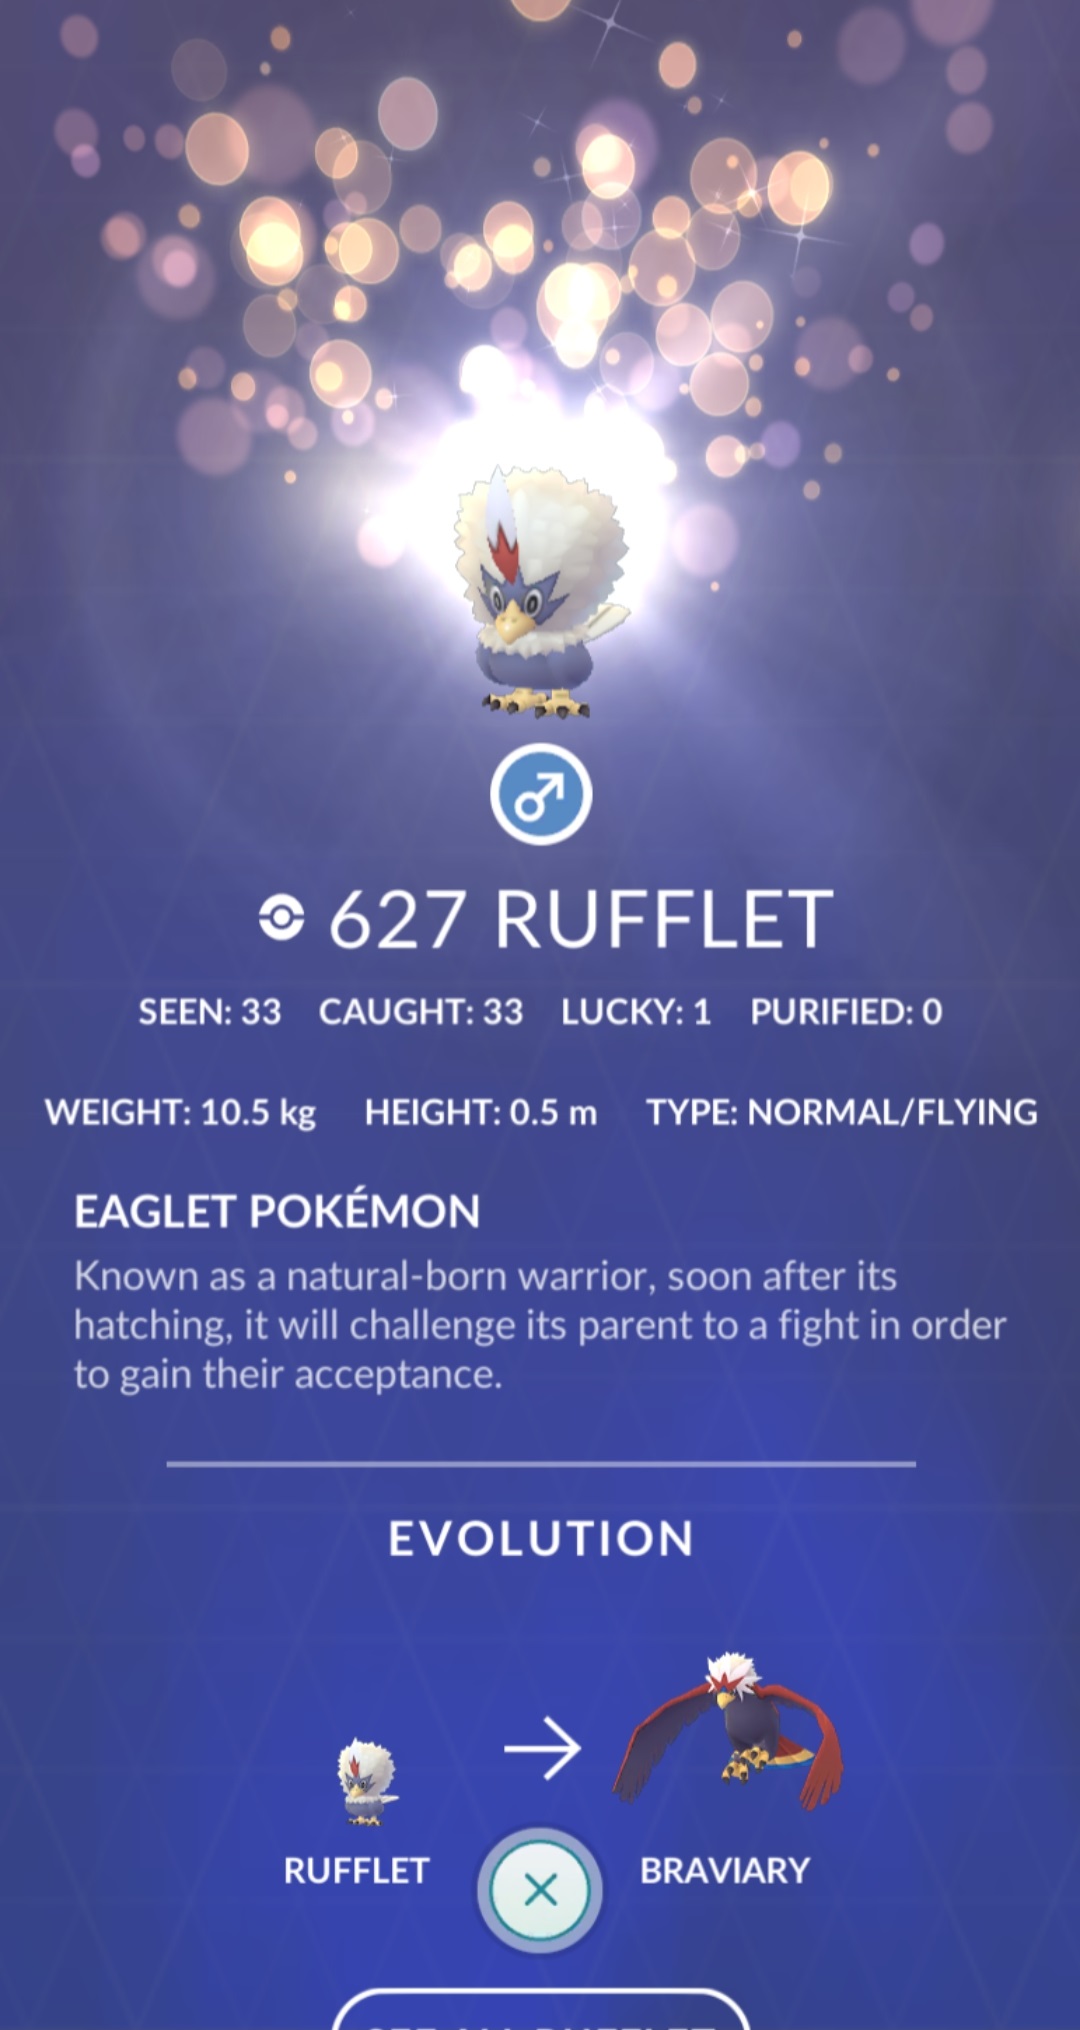 627 RUFFLET
SEEN: 33 CAUGHT: 33 LUCKY: 1 PURIFIED: 0
WEIGHT: 10.5 kg HEIGHT: 0.5 m TYPE: NORMAL/FLYING
EAGLET POKÉMON
Known as a natural-born warrior, soon after its
hatching, it will challenge its parent to a fight in order
to gain their acceptance.
EVOLUTION
RUFFLET BRAVIARY